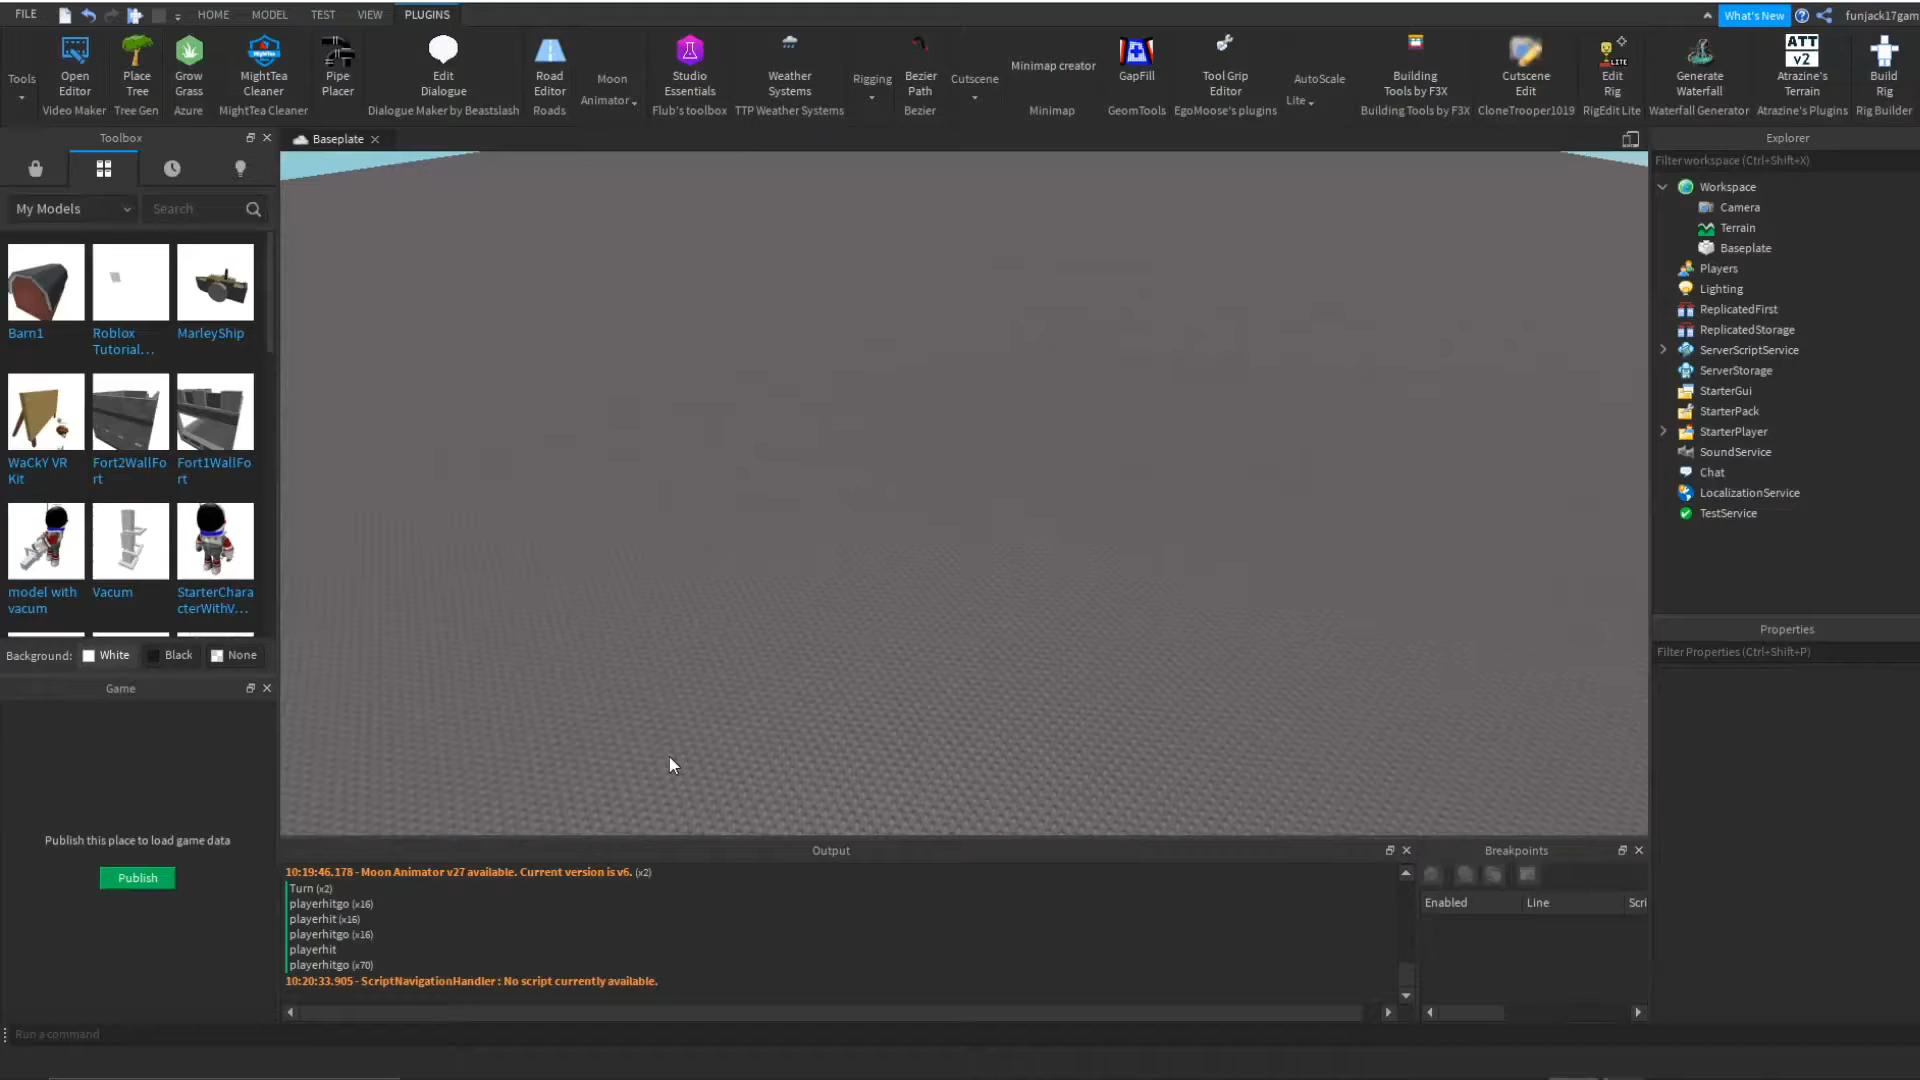 FILE HOME MODEL TEST VIEW PLUGINS What's New funjack17gam
Tools
Open Editor
Video Maker
Place Tree
Tree Gen
Grow Grass
Azure
MightTea
MightTea Cleaner
MightTea Cleaner
Pipe Placer
Edit Dialogue
Dialogue Maker by Beastslash
Road Editor
Roads
Moon Animator
Studio Essentials
Flub's toolbox
Weather Systems
TTP Weather Systems
Rigging
Bezier Path
Bezier
Cutscene
Minimap creator
Minimap
GapFill
GeomTools
Tool Grip Editor
EgoMoose's plugins
AutoScale Lite
Building Tools by F3X
Building Tools by F3X
Cutscene Edit
CloneTrooper1019
LITE
Edit Rig
RigEdit Lite
Generate Waterfall
Waterfall Generator
ATT v2
Atrazine's Terrain
Atrazine's Plugins
Build Rig
Rig Builder
Toolbox
My Models Search
Barn1
Roblox Tutorial...
MarleyShip
WaCkY VR Kit
Fort2WallFo rt
Fort1WallFo rt
model with vacum
Vacum
StarterChara cterWithV...
Background: White Black None
Game
Publish this place to load game data
Publish
Baseplate
Output
10:19:46.178 - Moon Animator v27 available. Current version is v6. (x2)
Turn (x2)
playerhitgo (x16)
playerhit (x16)
playerhitgo (x16)
playerhit
playerhitgo (x70)
10:20:33.905 - ScriptNavigationHandler : No script currently available.
Breakpoints
Enabled Line Scri
Explorer
Filter workspace (Ctrl+Shift+X)
Workspace
Camera
Terrain
Baseplate
Players
Lighting
ReplicatedFirst
ReplicatedStorage
ServerScriptService
ServerStorage
StarterGui
StarterPack
StarterPlayer
SoundService
Chat
LocalizationService
TestService
Properties
Filter Properties (Ctrl+Shift+P)
Run a command